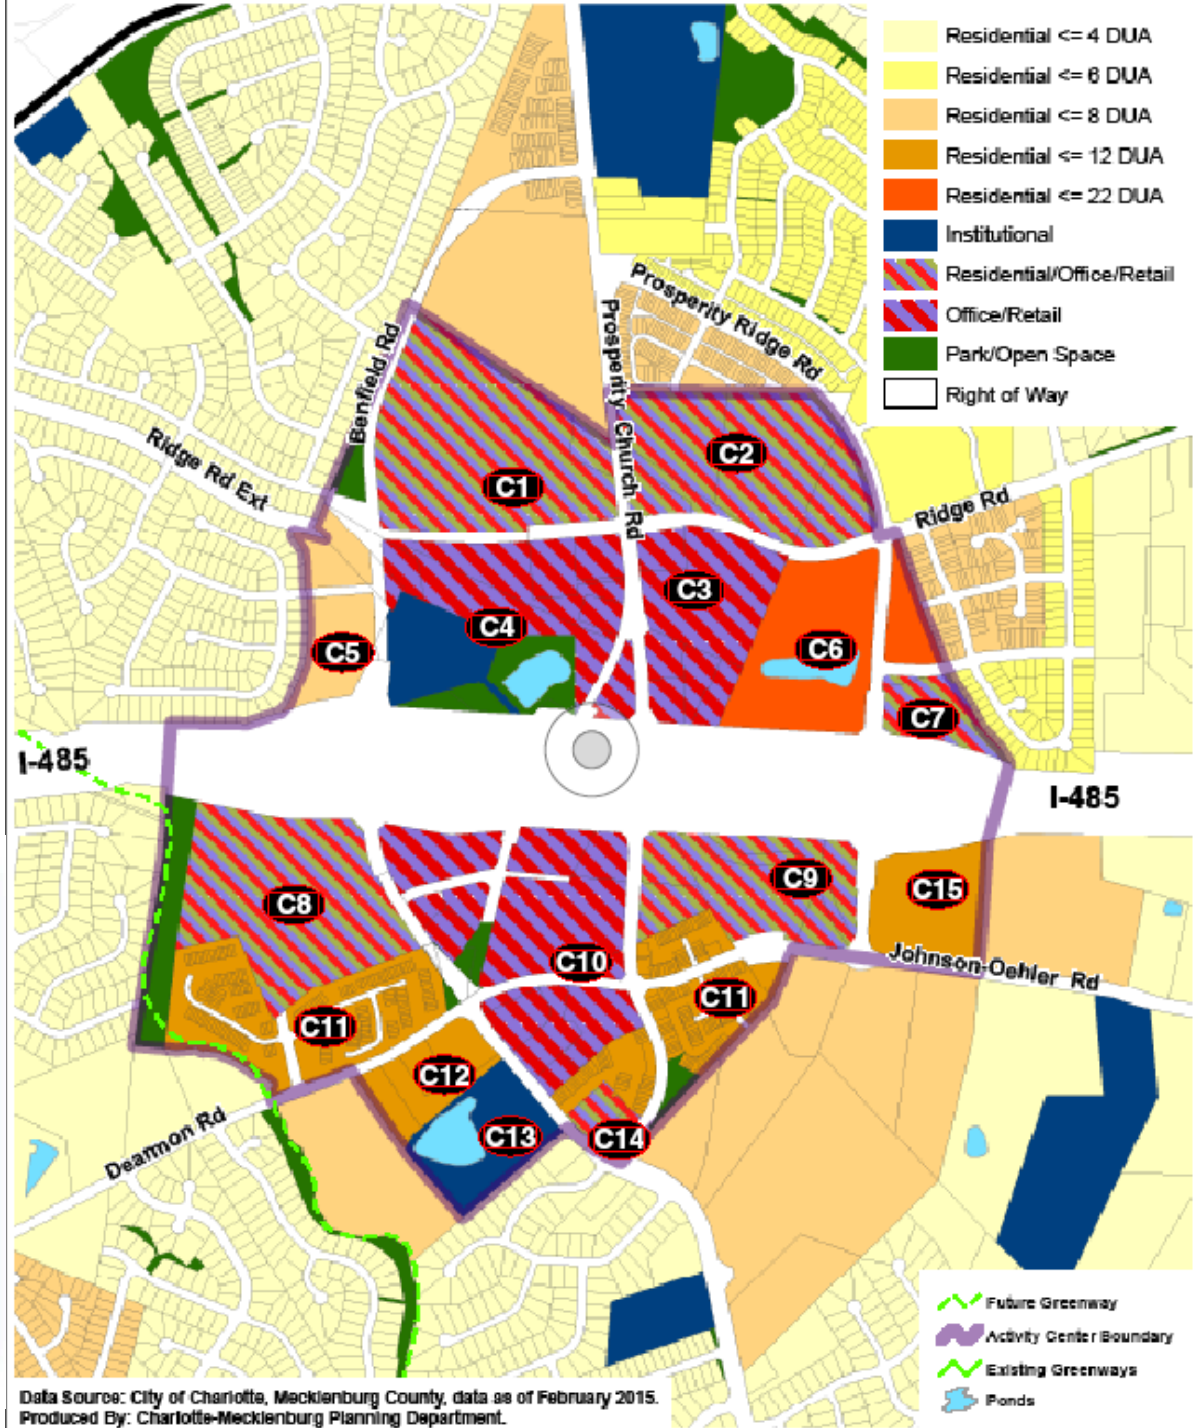 Residential <= 4 DUA
Residential <= 6 DUA
Residential <= 8 DUA
Residential <= 12 DUA
Residential <= 22 DUA
Institutional
Residential/Office/Retail
Office/Retail
Park/Open Space
Right of Way
Prosperity Ridge Rd
Prosperity Church Rd
Benfield Rd
Ridge Rd Ext
Ridge Rd
C1
C2
C3
C4
C5
C6
C7
I-485
I-485
C8
C9
C15
C10
Johnson-Oehler Rd
C11
C11
C12
C13
C14
Dearmon Rd
Future Greenway
Activity Center Boundary
Existing Greenways
Ponds
Data Source: City of Charlotte, Mecklenburg County, data as of February 2015.
Produced By: Charlotte-Mecklenburg Planning Department.